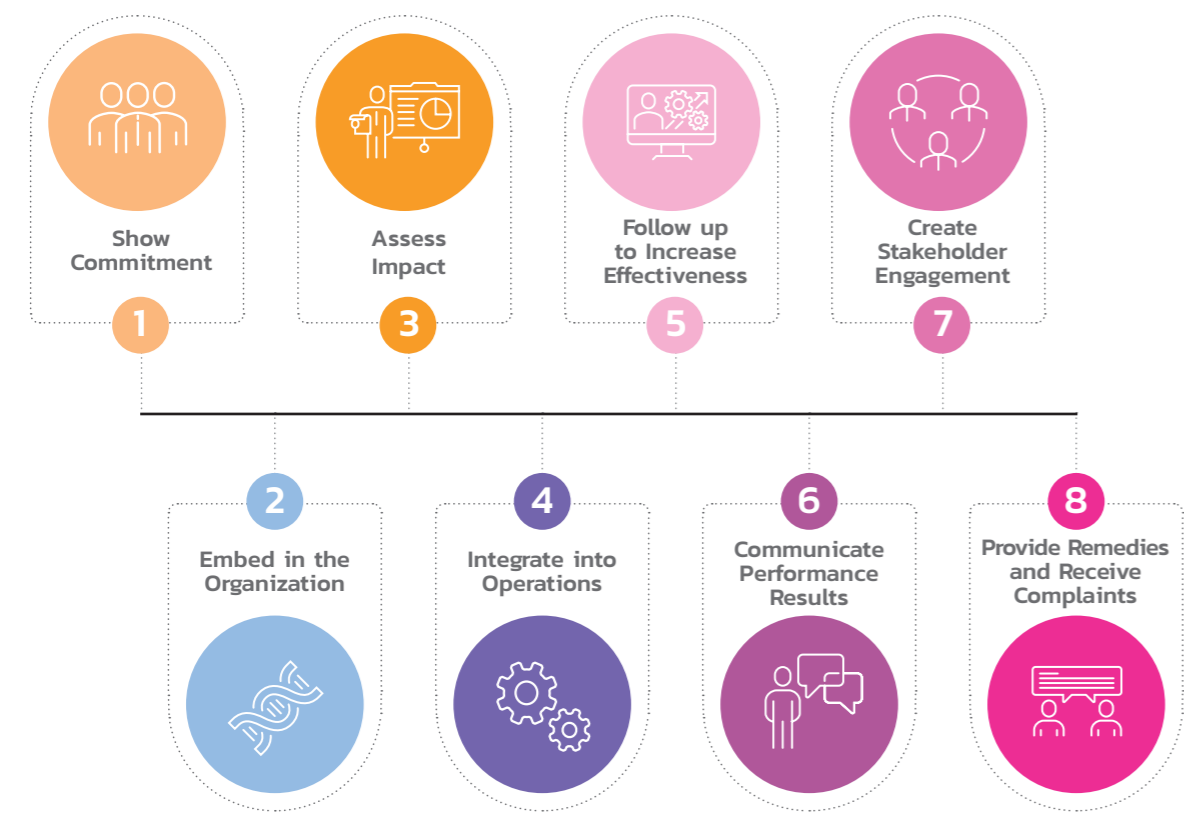 Show
Commitment
1
2
Embed in the
Organization
Assess
Impact
3
4
Integrate into
Operations
Follow up
to Increase
Effectiveness
5
6
Communicate
Performance
Results
Create
Stakeholder
Engagement
7
8
Provide Remedies
and Receive
Complaints